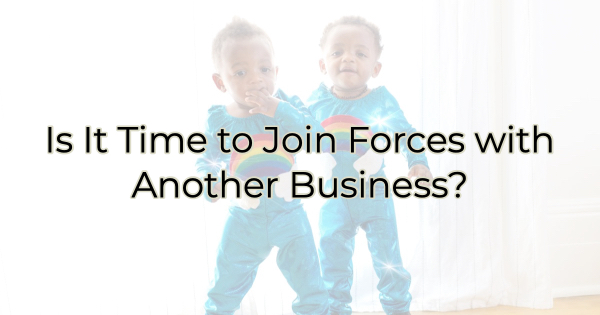 Is It Time to Join Forces with
Another Business?